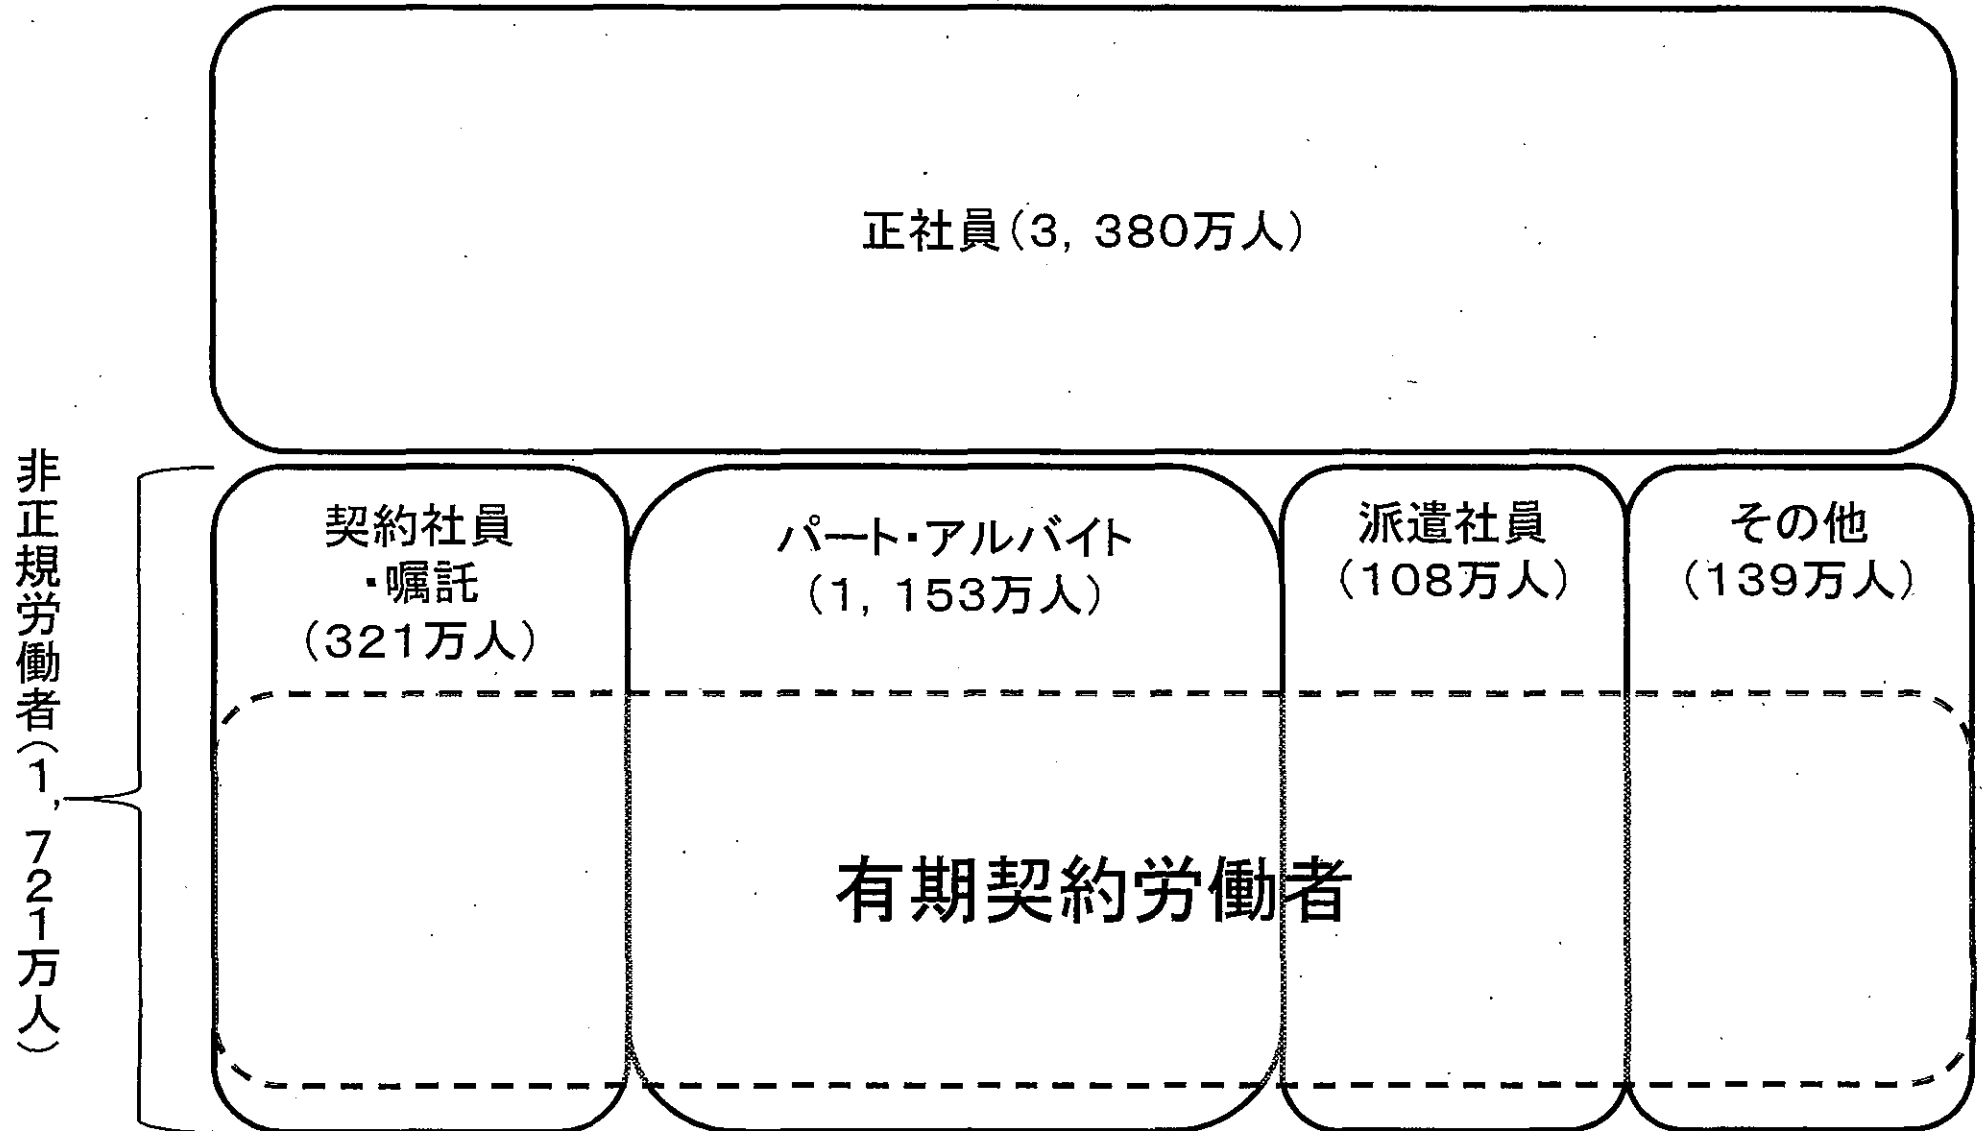 正社員(3,380万人)
非正規労働者(1,721万人)
契約社員
・嘱託
(321万人)
パート・アルバイト
(1,153万人)
派遣社員
(108万人)
その他
(139万人)
有期契約労働者